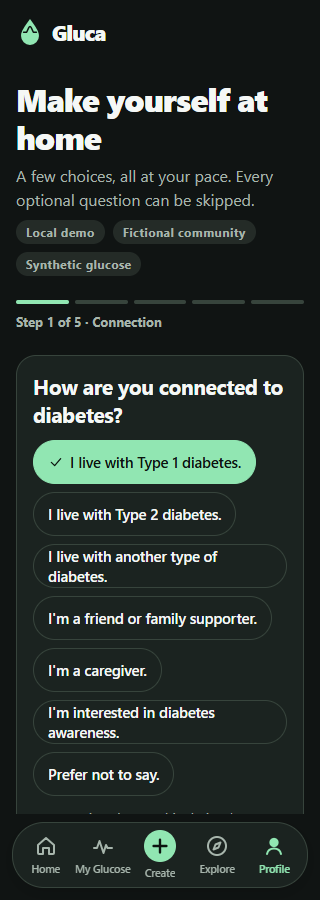 Gluca
Make yourself at
home
A few choices, all at your pace. Every
optional question can be skipped.
Local demo
Fictional community
Synthetic glucose
Step 1 of 5 · Connection
How are you connected to
diabetes?
I live with Type 1 diabetes.
I live with Type 2 diabetes.
I live with another type of
diabetes.
I'm a friend or family supporter.
I'm a caregiver.
I'm interested in diabetes
awareness.
Prefer not to say.
Home
My Glucose
Create
Explore
Profile